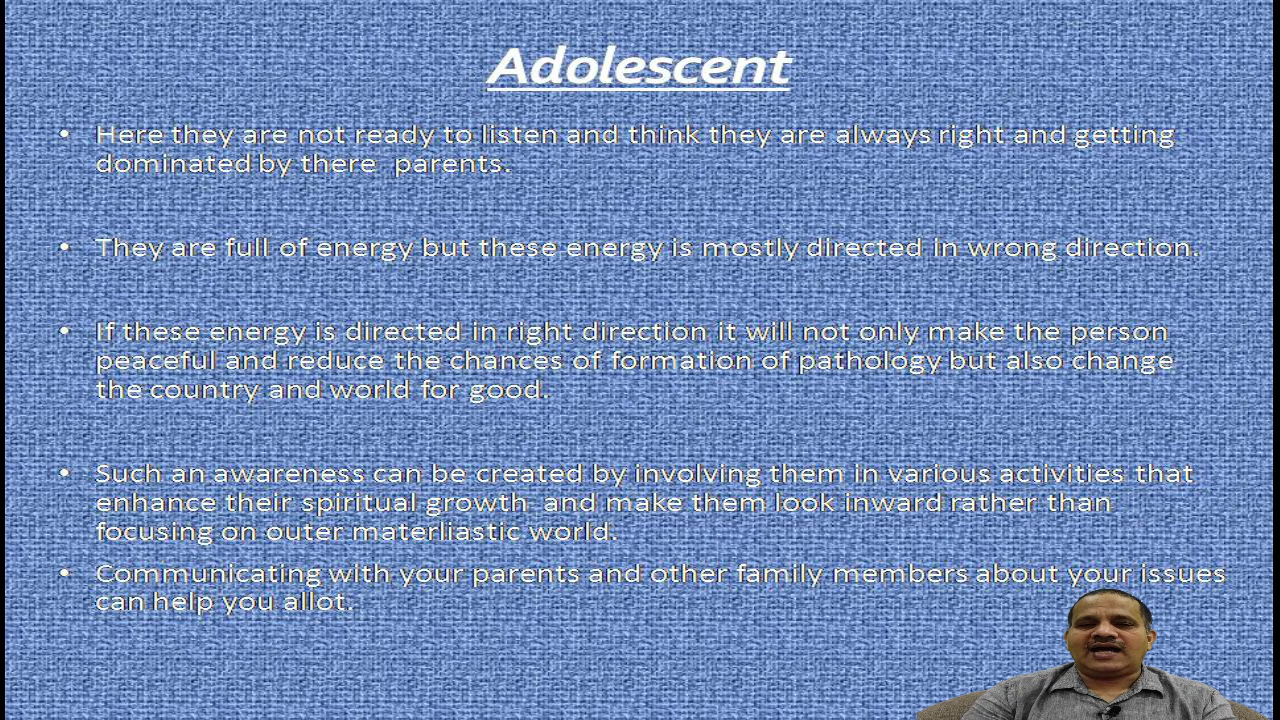 Adolescent
• Here they are not ready to listen and think they are always right and getting
dominated by there parents.
• They are full of energy but these energy is mostly directed in wrong direction.
• If these energy is directed in right direction it will not only make the person
peaceful and reduce the chances of formation of pathology but also change
the country and world for good.
• Such an awareness can be created by involving them in various activities that
enhance their spiritual growth and make them look inward rather than
focusing on outer materliastic world.
• Communicating with your parents and other family members about your issues
can help you allot.